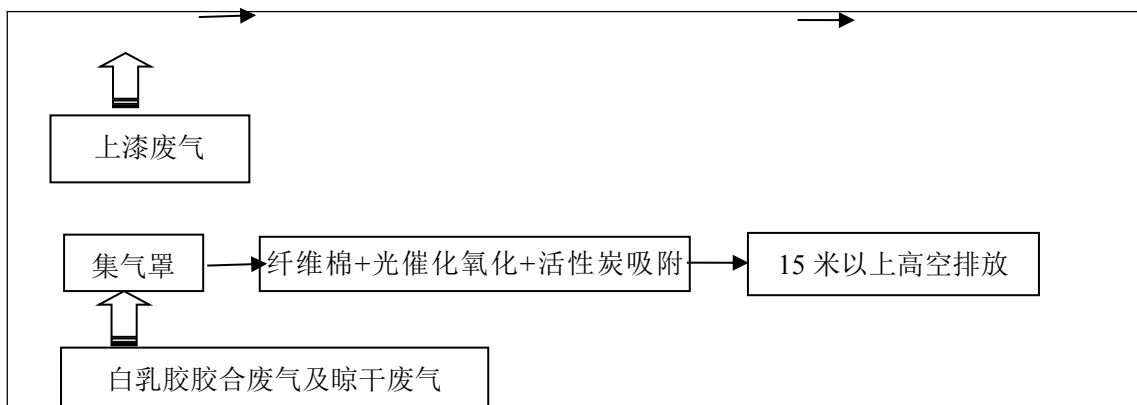 上漆废气
集气罩
纤维棉+光催化氧化+活性炭吸附
15 米以上高空排放
白乳胶胶合废气及晾干废气